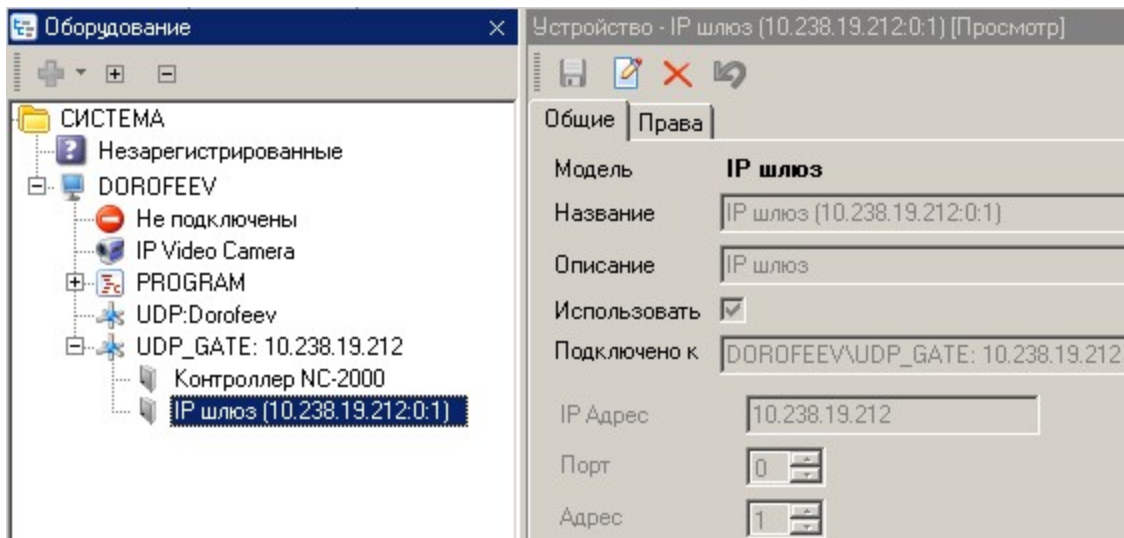 Оборудование
СИСТЕМА
Незарегистрированные
DOROFEEV
Не подключены
IP Video Camera
PROGRAM
UDP:Dorofeev
UDP_GATE: 10.238.19.212
Контроллер NC-2000
IP шлюз (10.238.19.212:0:1)
Устройство - IP шлюз (10.238.19.212:0:1) [Просмотр]
Общие Права
Модель IP шлюз
Название IP шлюз (10.238.19.212:0:1)
Описание IP шлюз
Использовать
Подключено к DOROFEEV\UDP_GATE: 10.238.19.212
IP Адрес 10.238.19.212
Порт 0
Адрес 1